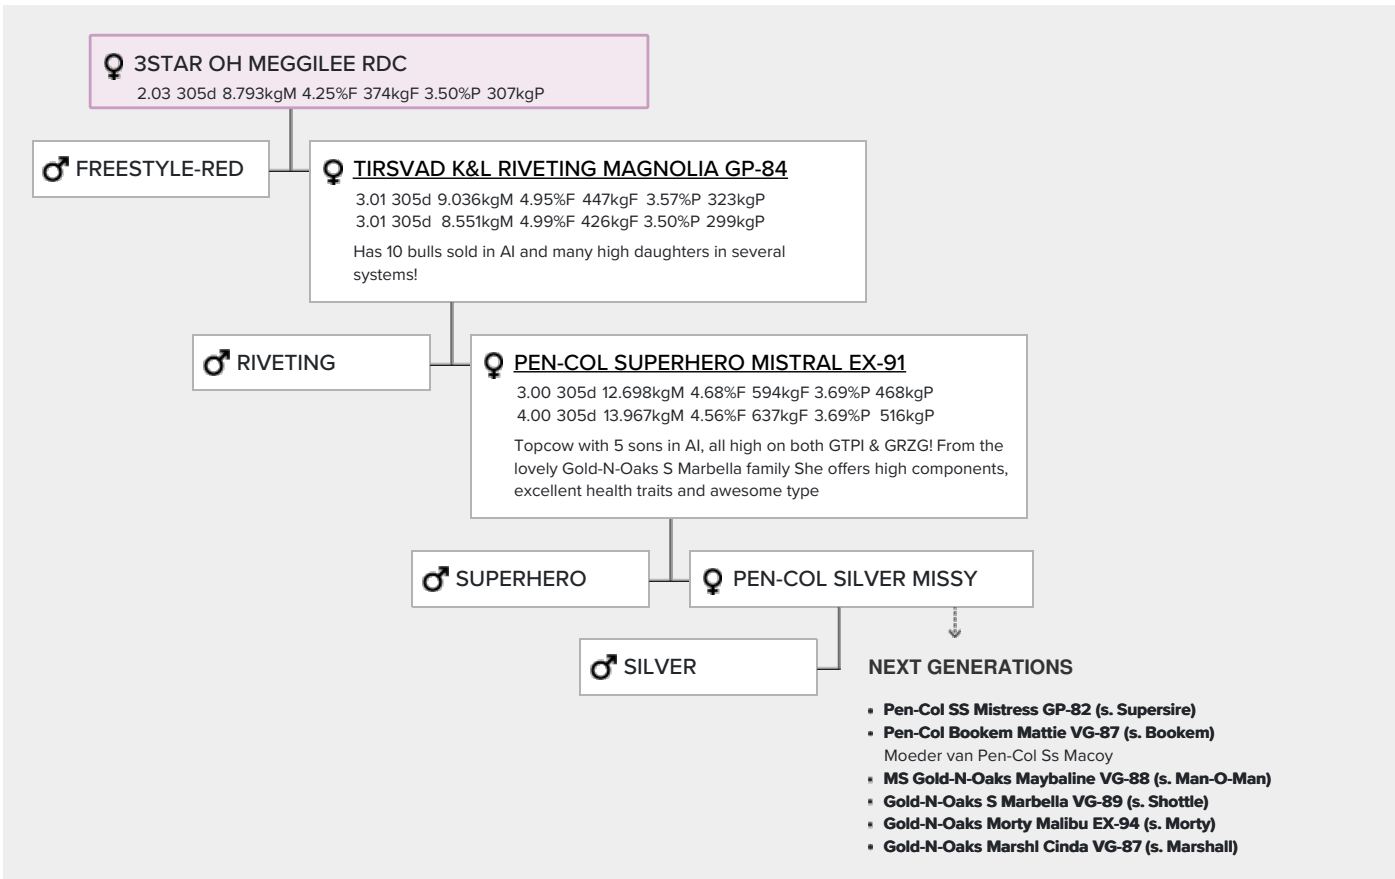 3STAR OH MEGGILEE RDC
2.03 305d 8.793kgM 4.25%F 374kgF 3.50%P 307kgP
FREESTYLE-RED
TIRSVAD K&L RIVETING MAGNOLIA GP-84
3.01 305d 9.036kgM 4.95%F 447kgF 3.57%P 323kgP
3.01 305d 8.551kgM 4.99%F 426kgF 3.50%P 299kgP
Has 10 bulls sold in AI and many high daughters in several
systems!
RIVETING
PEN-COL SUPERHERO MISTRAL EX-91
3.00 305d 12.698kgM 4.68%F 594kgF 3.69%P 468kgP
4.00 305d 13.967kgM 4.56%F 637kgF 3.69%P 516kgP
Topcow with 5 sons in AI, all high on both GTPI & GRZG! From the
lovely Gold-N-Oaks S Marbella family She offers high components,
excellent health traits and awesome type
SUPERHERO
PEN-COL SILVER MISSY
SILVER
NEXT GENERATIONS
▪ Pen-Col SS Mistress GP-82 (s. Supersire)
▪ Pen-Col Bookem Mattie VG-87 (s. Bookem)
Moeder van Pen-Col Ss Macoy
▪ MS Gold-N-Oaks Maybaline VG-88 (s. Man-O-Man)
▪ Gold-N-Oaks S Marbella VG-89 (s. Shottle)
▪ Gold-N-Oaks Morty Malibu EX-94 (s. Morty)
▪ Gold-N-Oaks Marshl Cinda VG-87 (s. Marshall)